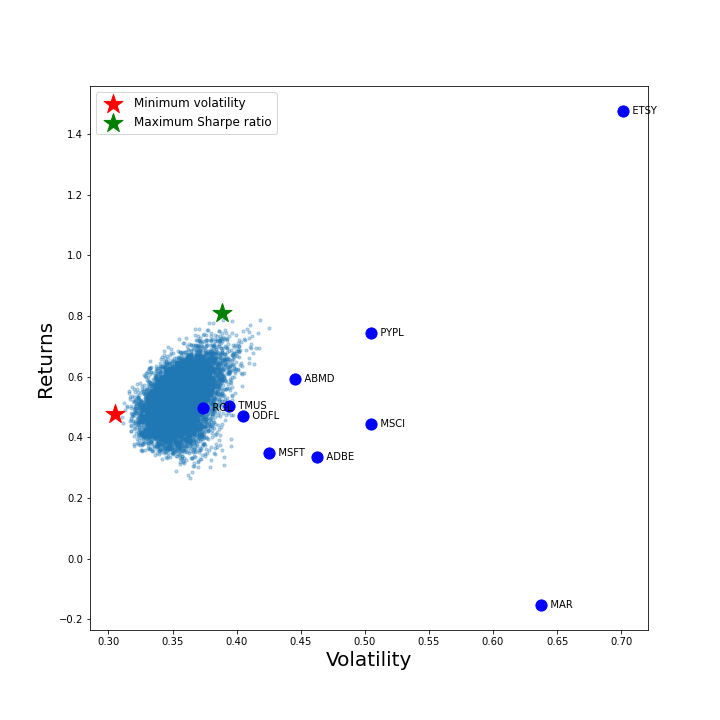 Minimum volatility
Maximum Sharpe ratio
ETSY
1.4
1.2
1.0
0.8
PYPL
0.6
ABMD
Returns
TMUS
ODFL
MSCI
0.4
MSFT
ADBE
0.2
0.0
MAR
−0.2
0.30 0.35 0.40 0.45 0.50 0.55 0.60 0.65 0.70
Volatility